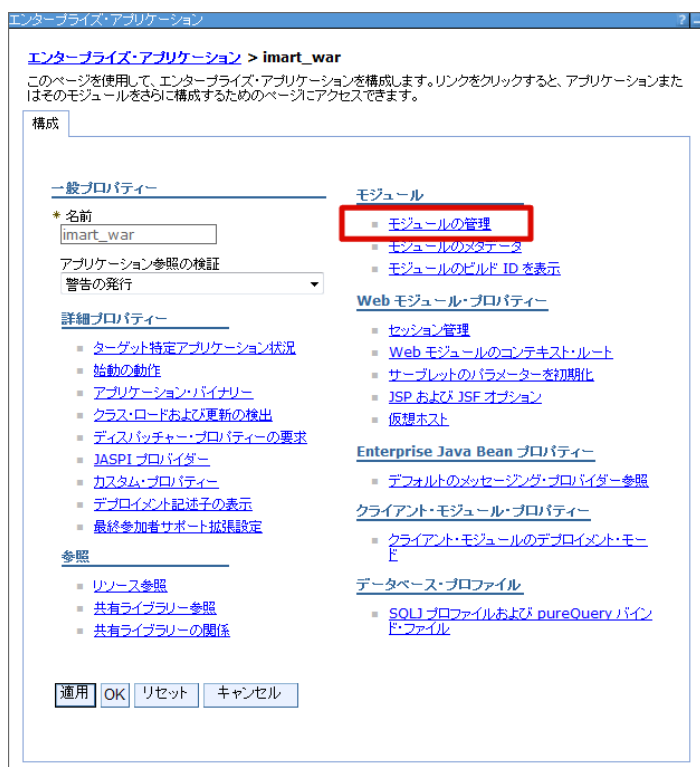 エンタープライズ・アプリケーション
? －
エンタープライズ・アプリケーション > imart_war
このページを使用して、エンタープライズ・アプリケーションを構成します。リンクをクリックすると、アプリケーションまた
はそのモジュールをさらに構成するためのページにアクセスできます。
構成
一般プロパティー
* 名前
imart_war
アプリケーション参照の検証
警告の発行
詳細プロパティー
ターゲット特定アプリケーション状況
始動の動作
アプリケーション・バイナリー
クラス・ロードおよび更新の検出
ディスパッチャー・プロパティーの要求
JASPI プロバイダー
カスタム・プロパティー
デプロイメント記述子の表示
最終参加者サポート拡張設定
参照
リソース参照
共有ライブラリー参照
共有ライブラリーの関係
モジュール
モジュールの管理
モジュールのメタデータ
モジュールのビルド ID を表示
Web モジュール・プロパティー
セッション管理
Web モジュールのコンテキスト・ルート
サーブレットのパラメーターを初期化
JSP および JSF オプション
仮想ホスト
Enterprise Java Bean プロパティー
デフォルトのメッセージング・プロバイダー参照
クライアント・モジュール・プロパティー
クライアント・モジュールのデプロイメント・モー
ド
データベース・プロファイル
SQLJ プロファイルおよび pureQuery バイン
ド・ファイル
適用 OK リセット キャンセル